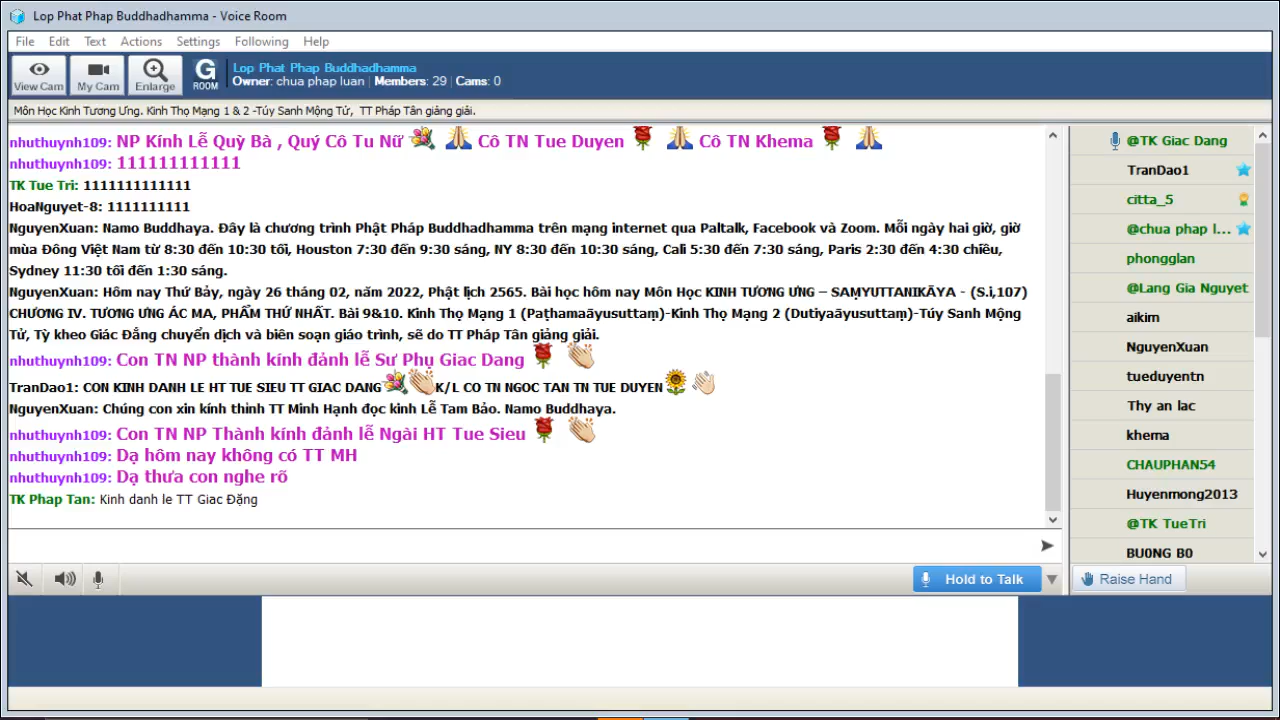 Lop Phat Phap Buddhadhamma - Voice Room
File Edit Text Actions Settings Following Help
View Cam My Cam Enlarge G ROOM
Lop Phat Phap Buddhadhamma
Owner: chua phap luan | Members: 29 | Cams: 0
Môn Học Kinh Tương Ưng. Kinh Thọ Mạng 1 & 2 -Túy Sanh Mộng Tử, TT Pháp Tân giảng giải.
nhuthuynh109: NP Kính Lễ Quỳ Bà , Quý Cô Tu Nữ Cô TN Tue Duyen Cô TN Khema
nhuthuynh109: 111111111111
TK Tue Tri: 1111111111111
HoaNguyet-8: 1111111111
NguyenXuan: Namo Buddhaya. Đây là chương trình Phật Pháp Buddhadhamma trên mạng internet qua Paltalk, Facebook và Zoom. Mỗi ngày hai giờ, giờ
mùa Đông Việt Nam từ 8:30 đến 10:30 tối, Houston 7:30 đến 9:30 sáng, NY 8:30 đến 10:30 sáng, Cali 5:30 đến 7:30 sáng, Paris 2:30 đến 4:30 chiều,
Sydney 11:30 tối đến 1:30 sáng.
NguyenXuan: Hôm nay Thứ Bảy, ngày 26 tháng 02, năm 2022, Phật lịch 2565. Bài học hôm nay Môn Học KINH TƯƠNG ƯNG – SAṂYUTTANIKĀYA - (S.i,107)
CHƯƠNG IV. TƯƠNG ƯNG ÁC MA, PHẨM THỨ NHẤT. Bài 9&10. Kinh Thọ Mạng 1 (Paṭhamaāyusuttaṃ)-Kinh Thọ Mạng 2 (Dutiyaāyusuttaṃ)-Túy Sanh Mộng
Tử, Tỳ kheo Giác Đẳng chuyển dịch và biên soạn giáo trình, sẽ do TT Pháp Tân giảng giải.
nhuthuynh109: Con TN NP thành kính đảnh lễ Sư Phụ Giac Dang
TranDao1: CON KINH DANH LE HT TUE SIEU TT GIAC DANG K/L CO TN NGOC TAN TN TUE DUYEN
NguyenXuan: Chúng con xin kính thỉnh TT Minh Hạnh đọc kinh Lễ Tam Bảo. Namo Buddhaya.
nhuthuynh109: Con TN NP Thành kính đảnh lễ Ngài HT Tue Sieu
nhuthuynh109: Dạ hôm nay không có TT MH
nhuthuynh109: Dạ thưa con nghe rõ
TK Phap Tan: Kinh danh le TT Giac Đặng
Hold to Talk
@TK Giac Dang
TranDao1
citta_5
@chua phap l...
phongglan
@Lang Gia Nguyet
aikim
NguyenXuan
tueduyentn
Thy an lac
khema
CHAUPHAN54
Huyenmong2013
@TK TueTri
BU0NG B0
Raise Hand